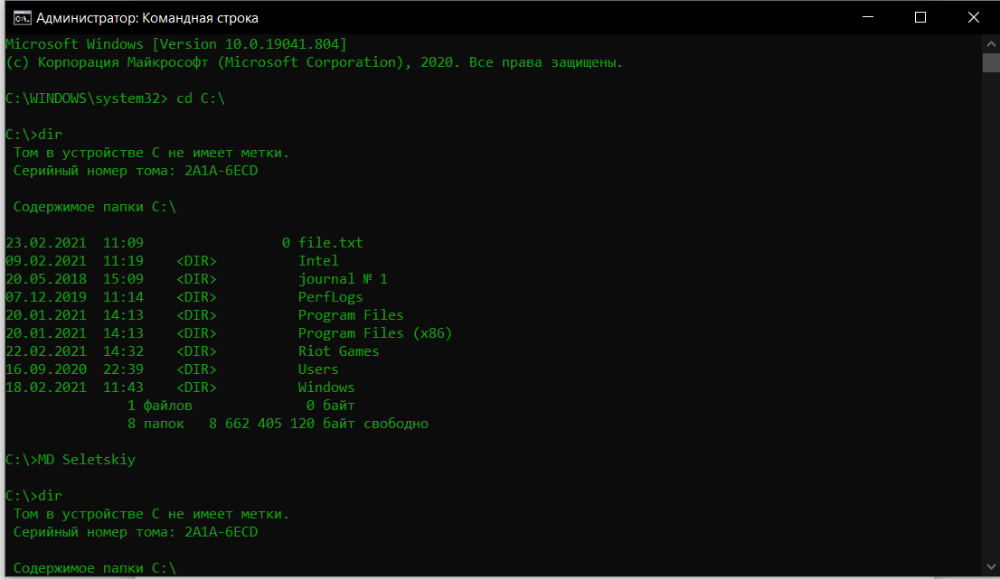 Администратор: Командная строка
Microsoft Windows [Version 10.0.19041.804]
(c) Корпорация Майкрософт (Microsoft Corporation), 2020. Все права защищены.
C:\WINDOWS\system32> cd C:\
C:\>dir
Том в устройстве C не имеет метки.
Серийный номер тома: 2A1A-6ECD
Содержимое папки C:\
23.02.2021  11:09                 0 file.txt
09.02.2021  11:19    <DIR>          Intel
20.05.2018  15:09    <DIR>          journal № 1
07.12.2019  11:14    <DIR>          PerfLogs
20.01.2021  14:13    <DIR>          Program Files
20.01.2021  14:13    <DIR>          Program Files (x86)
22.02.2021  14:32    <DIR>          Riot Games
16.09.2020  22:39    <DIR>          Users
18.02.2021  11:43    <DIR>          Windows
1 файлов              0 байт
8 папок   8 662 405 120 байт свободно
C:\>MD Seletskiy
C:\>dir
Том в устройстве C не имеет метки.
Серийный номер тома: 2A1A-6ECD
Содержимое папки C:\